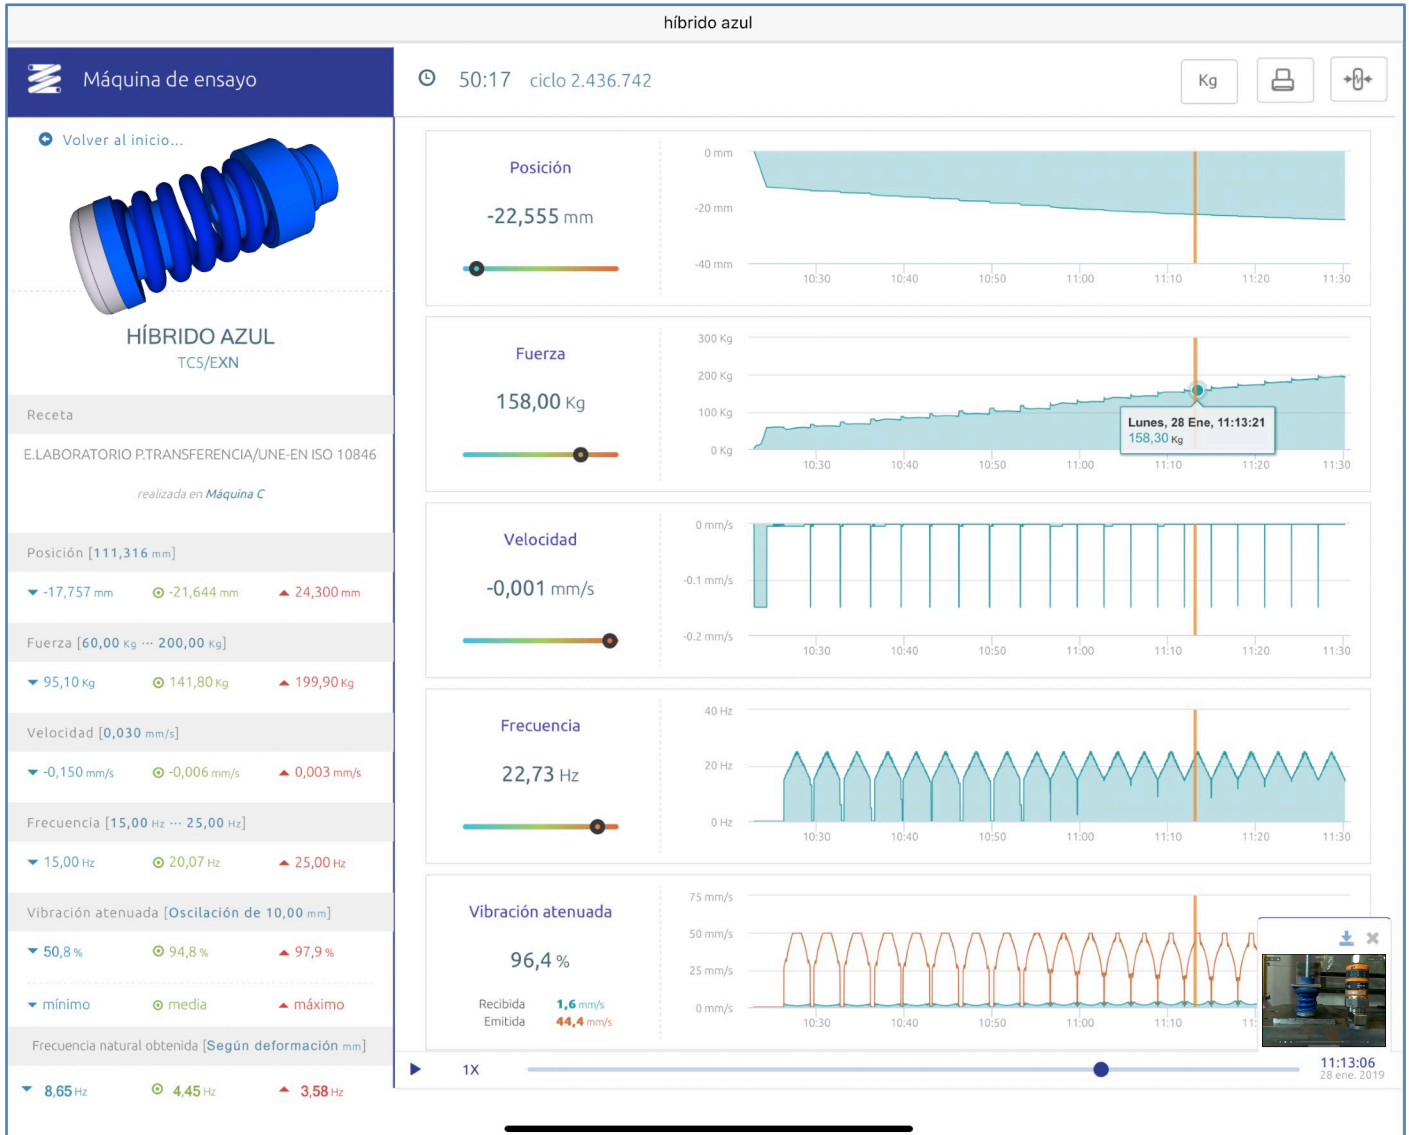 híbrido azul
Máquina de ensayo
Volver al inicio...
HÍBRIDO AZUL
TC5/EXN
Receta
E.LABORATORIO P.TRANSFERENCIA/UNE-EN ISO 10846
realizada en Máquina C
Posición [111,316 mm]
-17,757 mm -21,644 mm 24,300 mm
Fuerza [60,00 Kg ··· 200,00 Kg]
95,10 Kg 141,80 Kg 199,90 Kg
Velocidad [0,030 mm/s]
-0,150 mm/s -0,006 mm/s 0,003 mm/s
Frecuencia [15,00 Hz ··· 25,00 Hz]
15,00 Hz 20,07 Hz 25,00 Hz
Vibración atenuada [Oscilación de 10,00 mm]
50,8 % 94,8 % 97,9 %
mínimo media máximo
Frecuencia natural obtenida [Según deformación mm]
8,65 Hz 4,45 Hz 3,58 Hz
50:17 ciclo 2.436.742
Kg
Posición
-22,555 mm
0 mm
-20 mm
-40 mm
10:30 10:40 10:50 11:00 11:10 11:20 11:30
Fuerza
158,00 Kg
300 Kg
200 Kg
100 Kg
0 Kg
Lunes, 28 Ene, 11:13:21
158,30 Kg
10:30 10:40 10:50 11:00 11:10 11:20 11:30
Velocidad
-0,001 mm/s
0 mm/s
-0.1 mm/s
-0.2 mm/s
10:30 10:40 10:50 11:00 11:10 11:20 11:30
Frecuencia
22,73 Hz
40 Hz
20 Hz
0 Hz
10:30 10:40 10:50 11:00 11:10 11:20 11:30
Vibración atenuada
96,4 %
Recibida 1,6 mm/s
Emitida 44,4 mm/s
75 mm/s
50 mm/s
25 mm/s
0 mm/s
10:30 10:40 10:50 11:00 11:10 11:
1X
11:13:06
28 ene. 2019